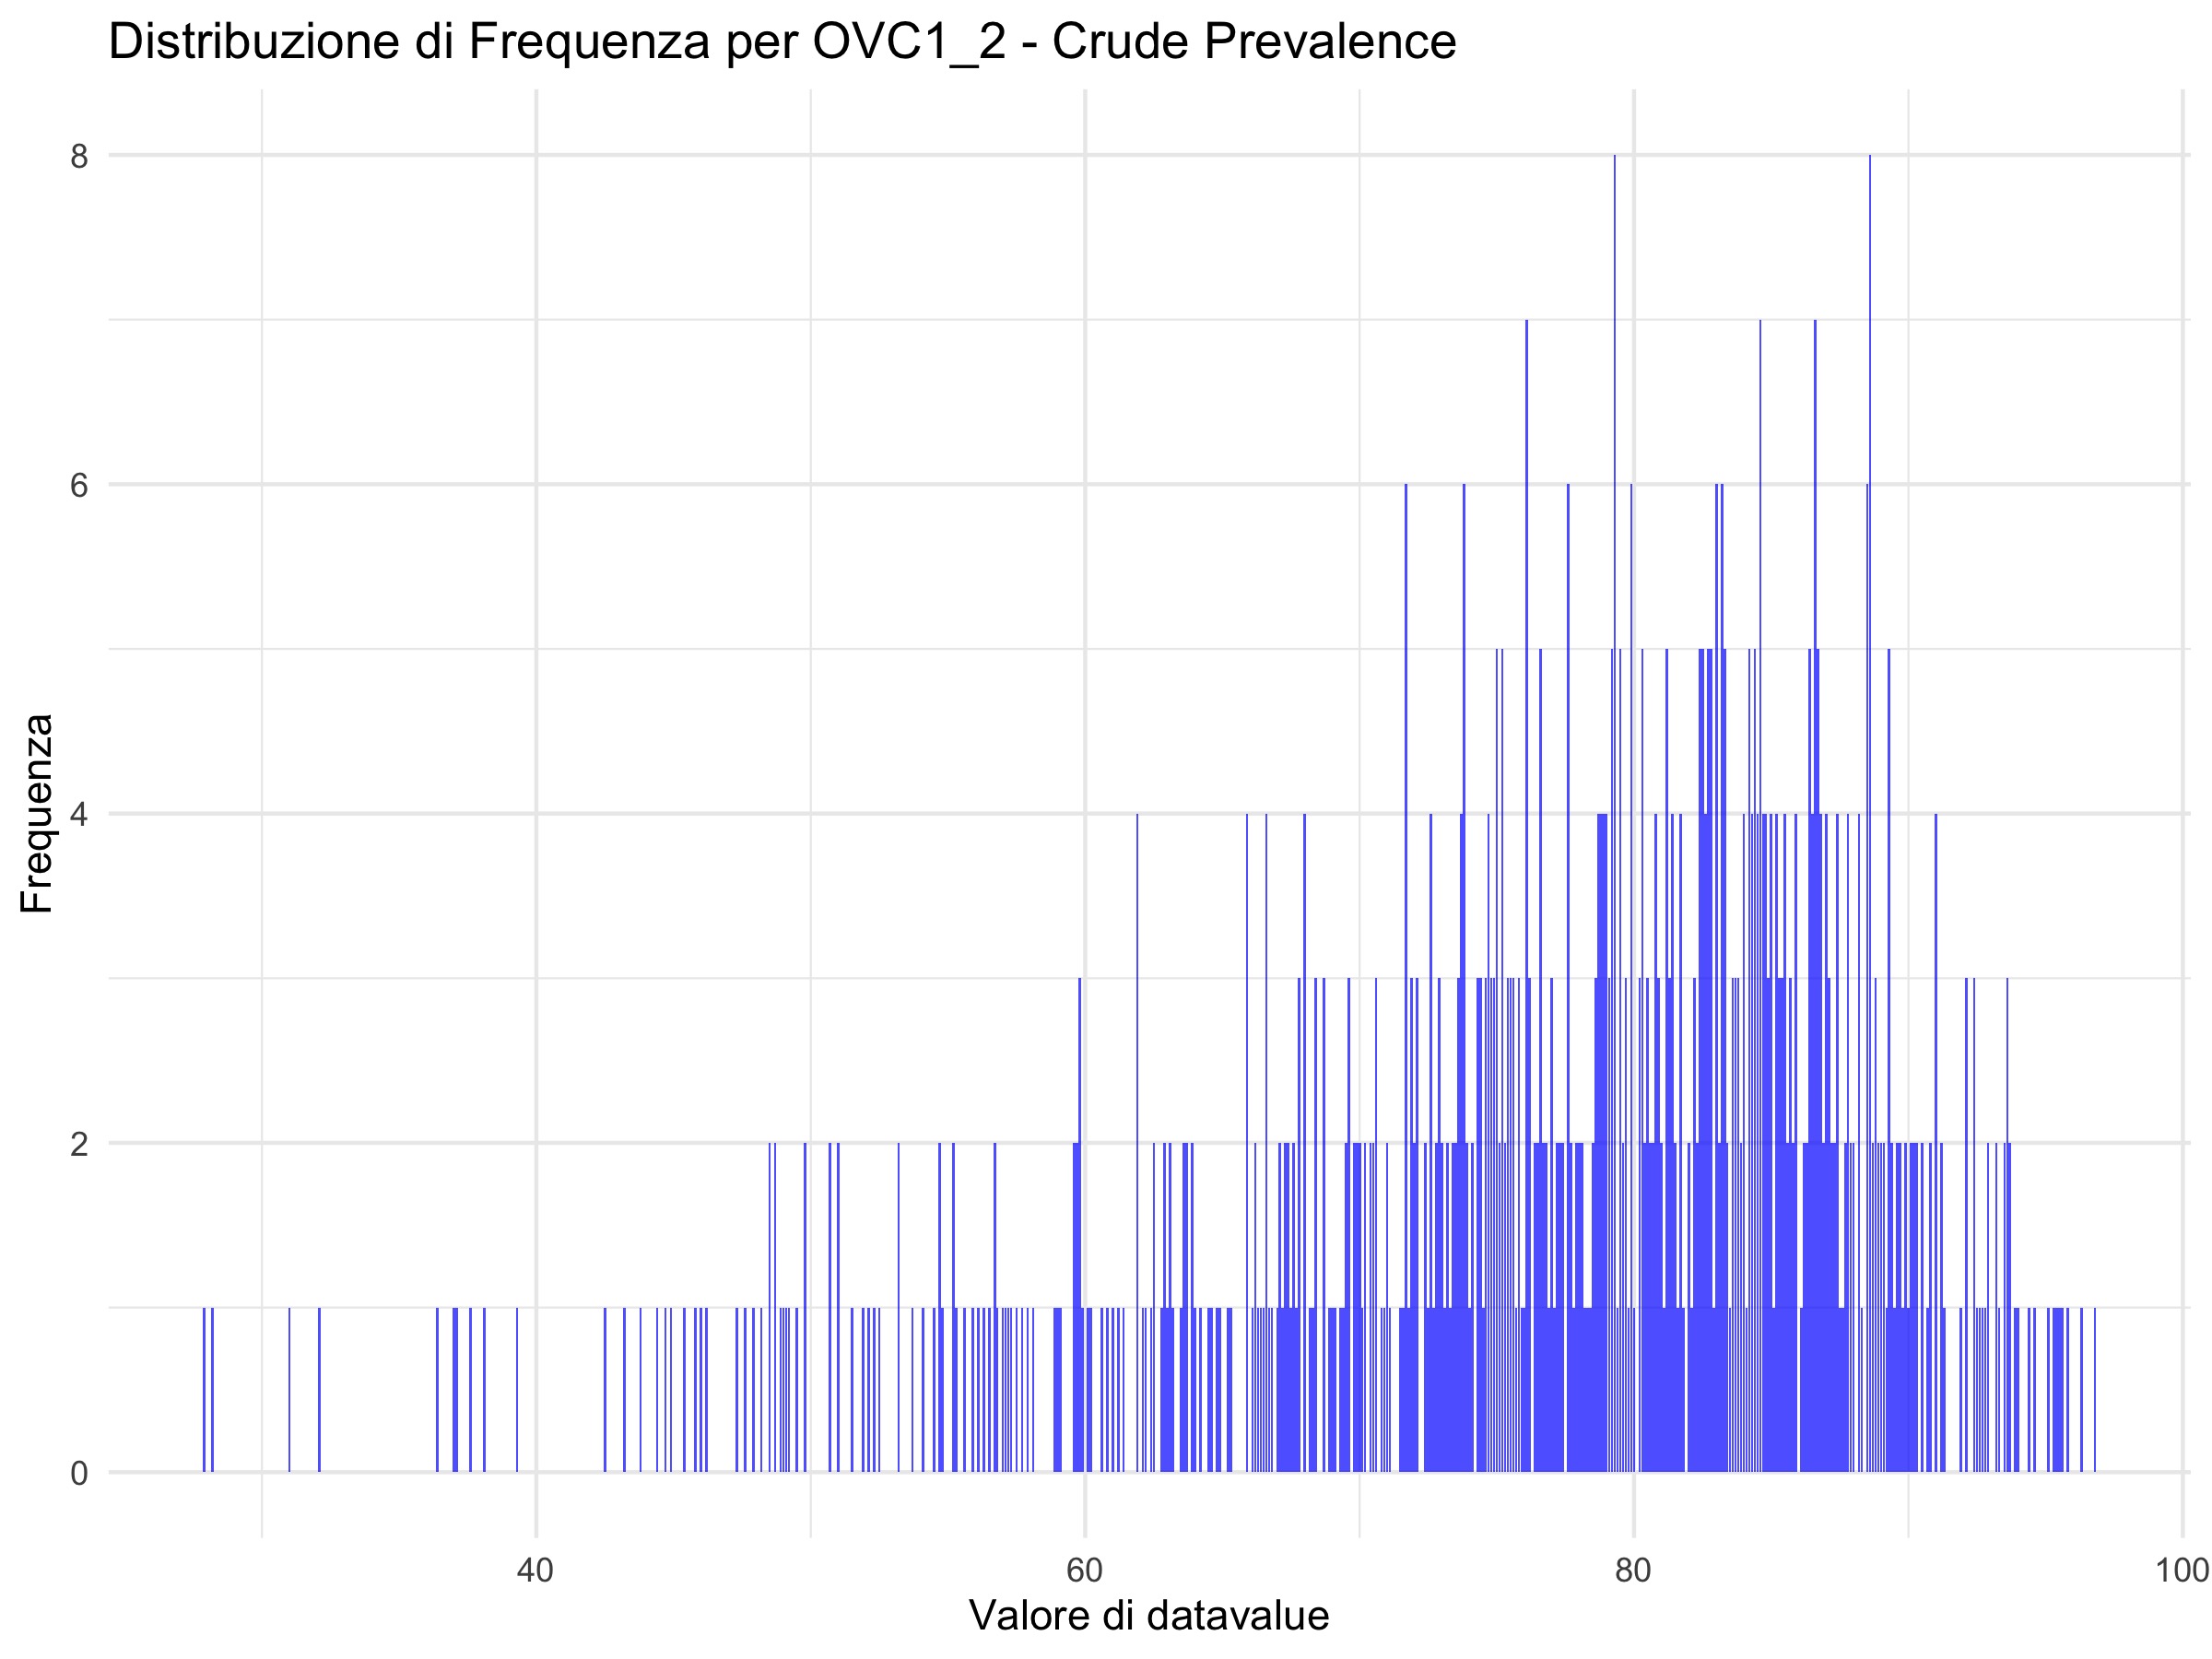 Distribuzione di Frequenza per OVC1_2 - Crude Prevalence
8
6
4
2
0
Frequenza
40 60 80 100
Valore di datavalue